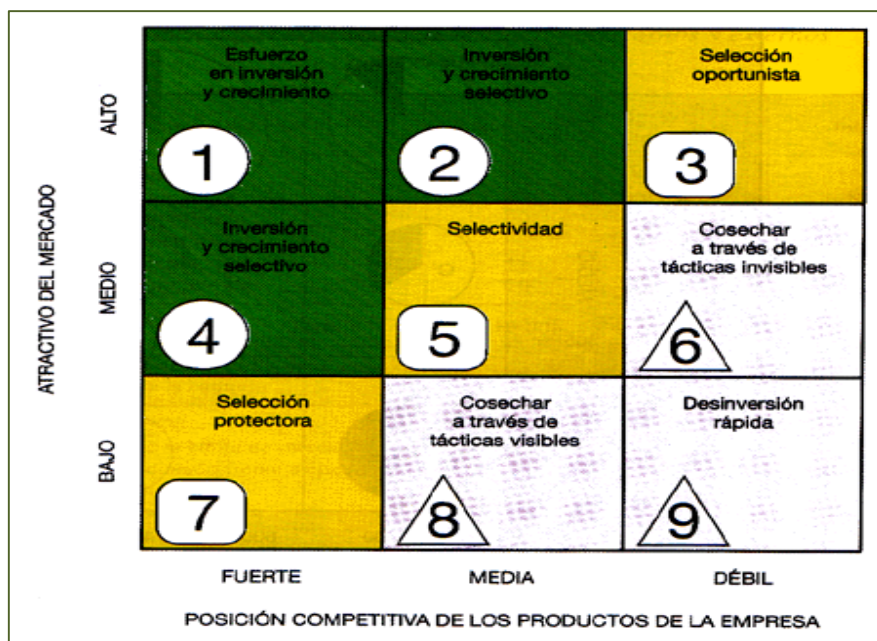 Esfuerzo
en inversión
y crecimiento
1
Inversión
y crecimiento
selectivo
2
Selección
oportunista
3
ALTO
Inversión
y crecimiento
selectivo
4
Selectividad
5
Cosechar
a través de
tácticas invisibles
6
MEDIO
ATRACTIVO DEL MERCADO
Selección
protectora
7
Cosechar
a través de
tácticas visibles
8
Desinversión
rápida
9
BAJO
FUERTE
MEDIA
DÉBIL
POSICIÓN COMPETITIVA DE LOS PRODUCTOS DE LA EMPRESA